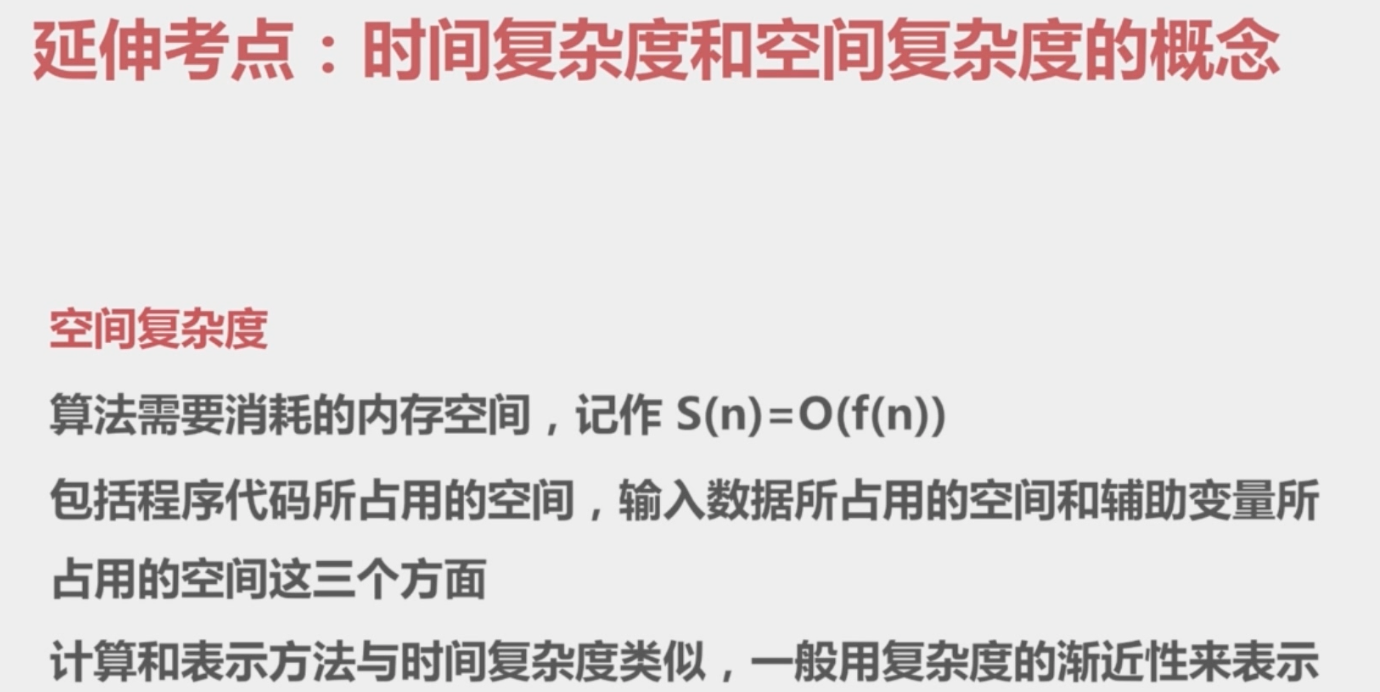 延伸考点：时间复杂度和空间复杂度的概念
空间复杂度
算法需要消耗的内存空间，记作 S(n)=O(f(n))
包括程序代码所占用的空间，输入数据所占用的空间和辅助变量所
占用的空间这三个方面
计算和表示方法与时间复杂度类似，一般用复杂度的渐近性来表示